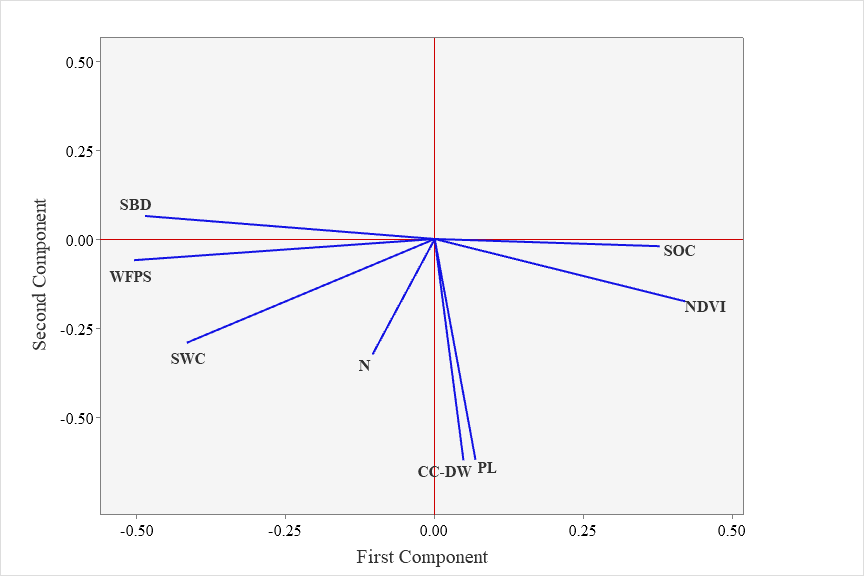 0.50
0.25
0.00
-0.25
-0.50
Second Component
SBD
WFPS
SWC
N
CC-DW
PL
SOC
NDVI
-0.50
-0.25
0.00
0.25
0.50
First Component